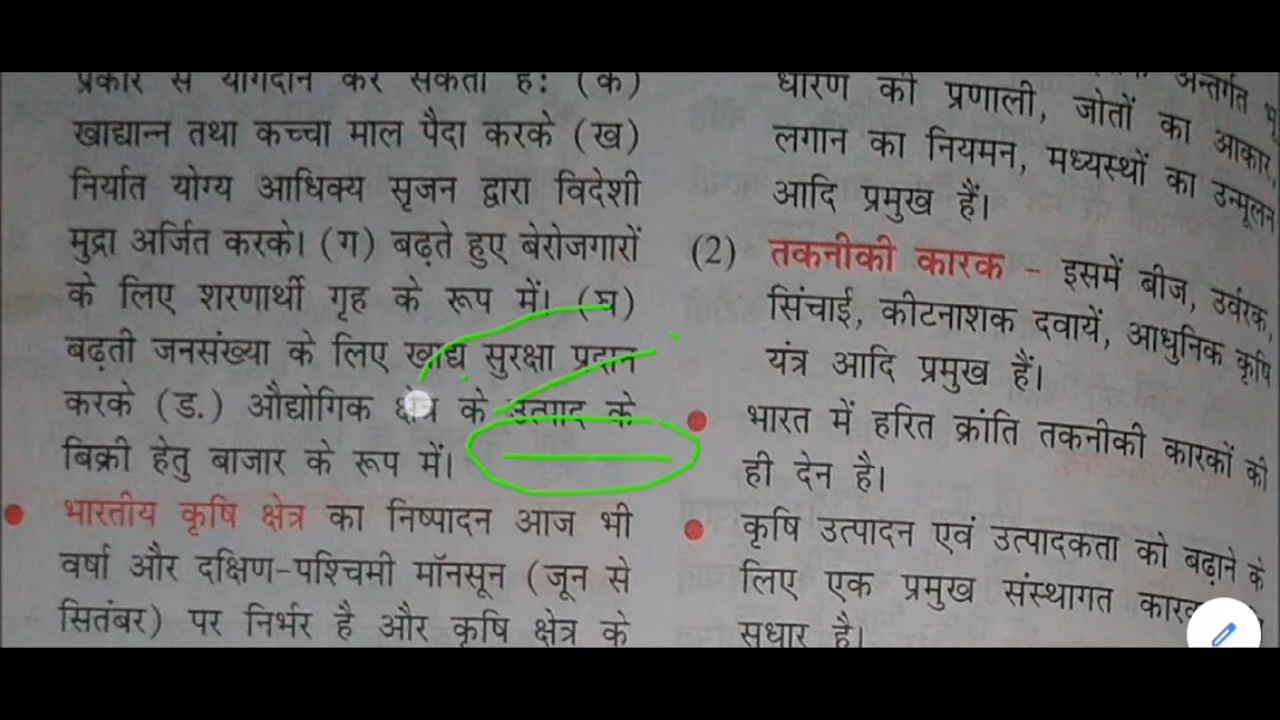 प्रकार से योगदान कर सकता है: (क)
खाद्यान्न तथा कच्चा माल पैदा करके (ख)
निर्यात योग्य आधिक्य सृजन द्वारा विदेशी
मुद्रा अर्जित करके। (ग) बढ़ते हुए बेरोजगारों
के लिए शरणार्थी गृह के रूप में। (घ)
बढ़ती जनसंख्या के लिए खाद्य सुरक्षा प्रदान
करके (ड.) औद्योगिक क्षेत्र के उत्पाद के
बिक्री हेतु बाजार के रूप में।
भारतीय कृषि क्षेत्र का निष्पादन आज भी
वर्षा और दक्षिण-पश्चिमी मॉनसून (जून से
सितंबर) पर निर्भर है और कृषि क्षेत्र के
अन्तर्गत
धारण की प्रणाली, जोतों का आकार,
लगान का नियमन, मध्यस्थों का उन्मूलन
आदि प्रमुख हैं।
(2) तकनीकी कारक – इसमें बीज, उर्वरक,
सिंचाई, कीटनाशक दवायें, आधुनिक कृषि
यंत्र आदि प्रमुख हैं।
भारत में हरित क्रांति तकनीकी कारकों की
ही देन है।
कृषि उत्पादन एवं उत्पादकता को बढ़ाने के
लिए एक प्रमुख संस्थागत
सुधार है।